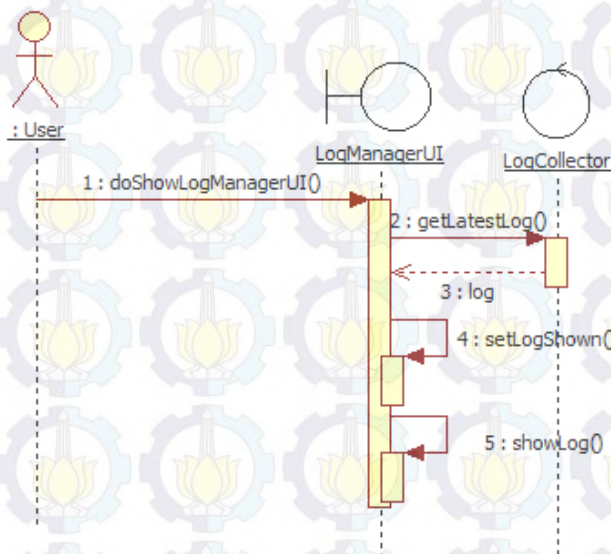 : User
LogManagerUI
LogCollector
1 : doShowLogManagerUI()
2 : getLatestLog()
3 : log
4 : setLogShown()
5 : showLog()